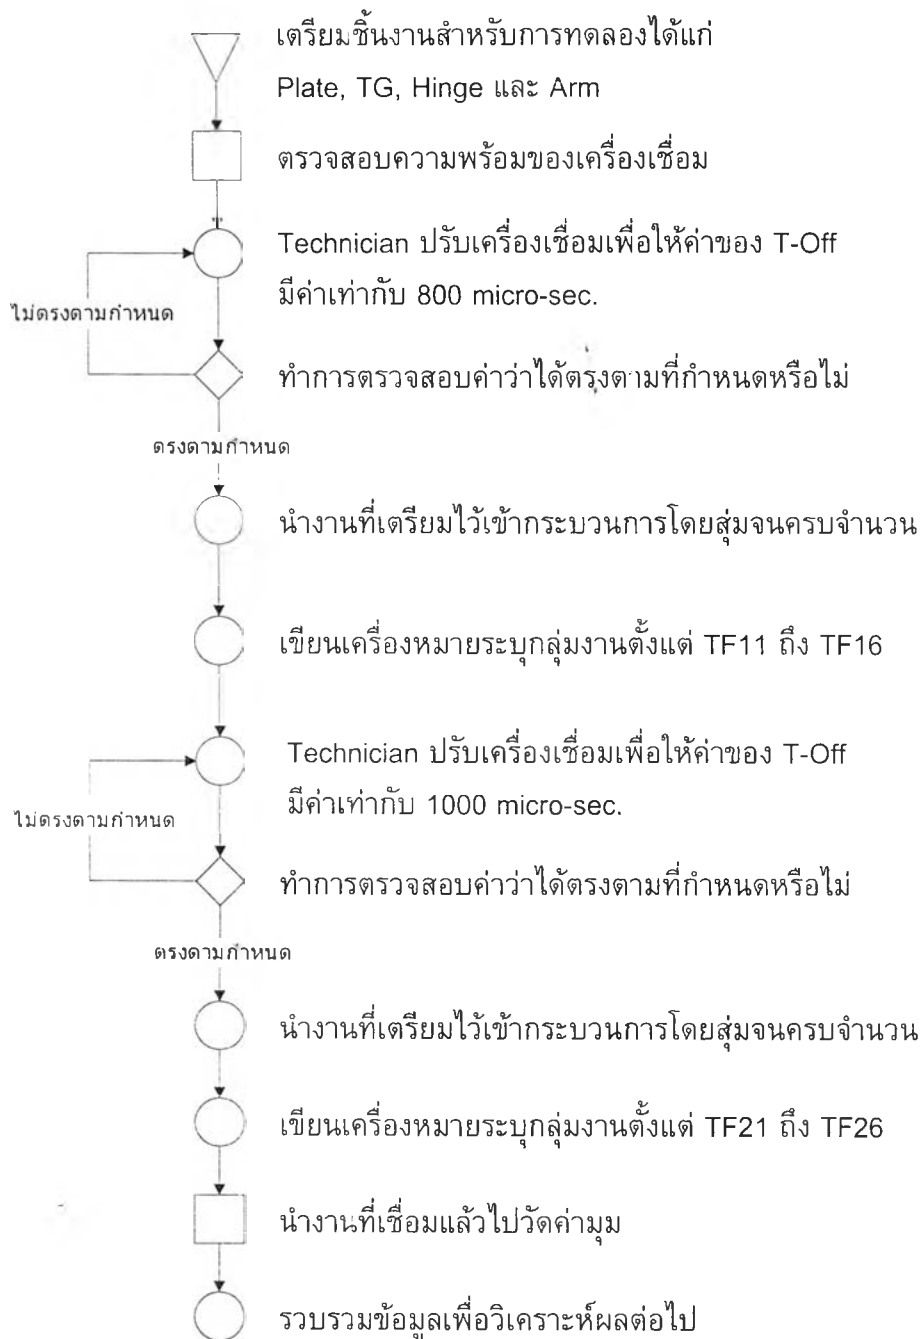 เตรียมชิ้นงานสำหรับการทดลองได้แก่
Plate, TG, Hinge และ Arm
ตรวจสอบความพร้อมของเครื่องเชื่อม
Technician ปรับเครื่องเชื่อมเพื่อให้ค่าของ T-Off
มีค่าเท่ากับ 800 micro-sec.
ไม่ตรงตามกำหนด
ทำการตรวจสอบค่าว่าได้ตรงตามที่กำหนดหรือไม่
ตรงตามกำหนด
นำงานที่เตรียมไว้เข้ากระบวนการโดยสุ่มจนครบจำนวน
เขียนเครื่องหมายระบุกลุ่มงานตั้งแต่ TF11 ถึง TF16
Technician ปรับเครื่องเชื่อมเพื่อให้ค่าของ T-Off
มีค่าเท่ากับ 1000 micro-sec.
ไม่ตรงตามกำหนด
ทำการตรวจสอบค่าว่าได้ตรงตามที่กำหนดหรือไม่
ตรงตามกำหนด
นำงานที่เตรียมไว้เข้ากระบวนการโดยสุ่มจนครบจำนวน
เขียนเครื่องหมายระบุกลุ่มงานตั้งแต่ TF21 ถึง TF26
นำงานที่เชื่อมแล้วไปวัดค่ามุม
รวบรวมข้อมูลเพื่อวิเคราะห์ผลต่อไป